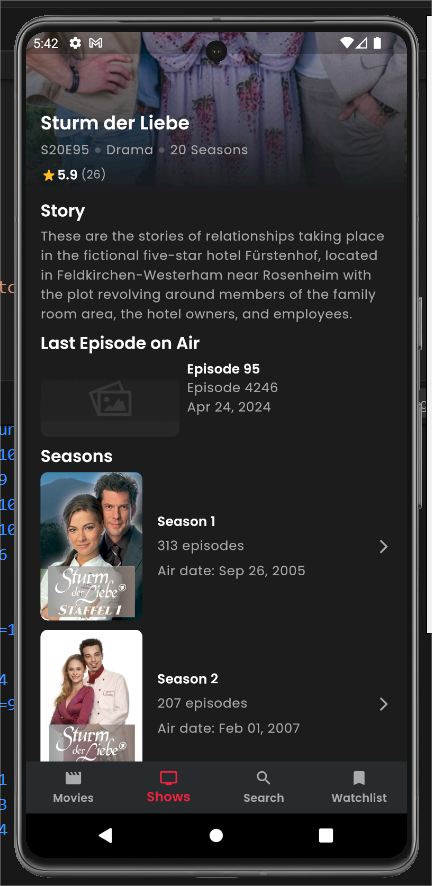 5:42
Sturm der Liebe
S20E95 • Drama • 20 Seasons
5.9 (26)
Story
These are the stories of relationships taking place
in the fictional five-star hotel Fürstenhof, located
in Feldkirchen-Westerham near Rosenheim with
the plot revolving around members of the family
room area, the hotel owners, and employees.
Last Episode on Air
Episode 95
Episode 4246
Apr 24, 2024
Seasons
Sturm
der Liebe
STAFFEL 1
Season 1
313 episodes
Air date: Sep 26, 2005
Sturm
der Liebe
Season 2
207 episodes
Air date: Feb 01, 2007
Movies
Shows
Search
Watchlist